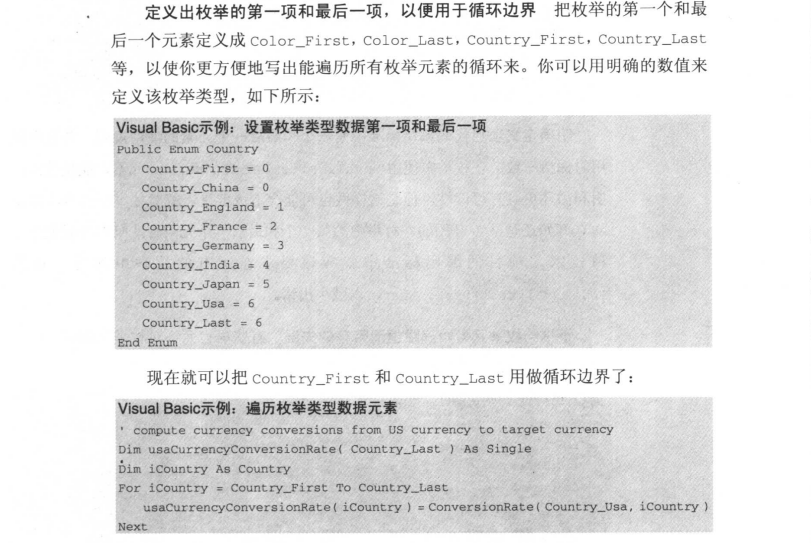 定义出枚举的第一项和最后一项，以便用于循环边界　把枚举的第一个和最
后一个元素定义成 Color_First, Color_Last, Country_First, Country_Last
等，以使你更方便地写出能遍历所有枚举元素的循环来。你可以用明确的数值来
定义该枚举类型，如下所示：
Visual Basic示例：设置枚举类型数据第一项和最后一项
Public Enum Country
Country_First = 0
Country_China = 0
Country_England = 1
Country_France = 2
Country_Germany = 3
Country_India = 4
Country_Japan = 5
Country_Usa = 6
Country_Last = 6
End Enum
现在就可以把 Country_First 和 Country_Last 用做循环边界了：
Visual Basic示例：遍历枚举类型数据元素
' compute currency conversions from US currency to target currency
Dim usaCurrencyConversionRate( Country_Last ) As Single
Dim iCountry As Country
For iCountry = Country_First To Country_Last
usaCurrencyConversionRate( iCountry ) = ConversionRate( Country_Usa, iCountry )
Next